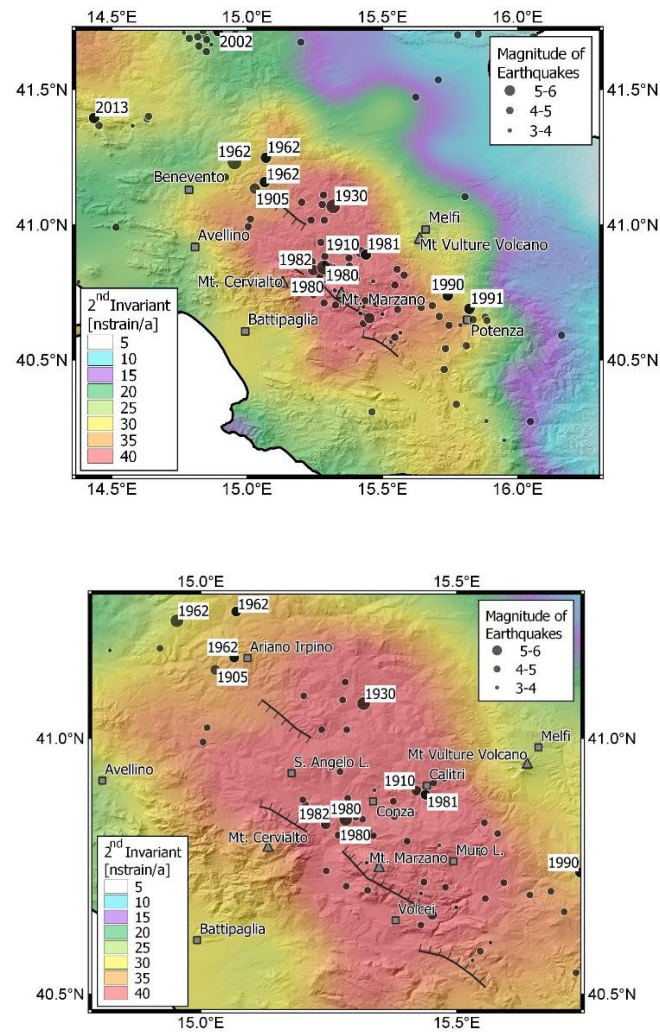 2002
41.5°N
2013
Magnitude of
Earthquakes
5-6
4-5
3-4
1962
1962
1962
Benevento
1905
1930
41.0°N
41.0°N
Melfi
Avellino
1910
1981
Mt Vulture Volcano
1982
1980
Mt. Cervialto
1980
Mt. Marzano
1990
1991
Battipaglia
Potenza
2nd Invariant
[nstrain/a]
5
10
15
20
25
30
35
40
40.5°N
14.5°E
15.0°E
15.5°E
16.0°E
41.5°N
40.5°N
14.5°E
15.0°E
15.5°E
16.0°E
15.0°E
15.5°E
1962
1962
Magnitude of
Earthquakes
5-6
4-5
3-4
1962
Ariano Irpino
1905
1930
41.0°N
41.0°N
Melfi
Mt Vulture Volcano
Avellino
S. Angelo L.
1910
Calitri
1981
Conza
1982
1980
1980
Mt. Cervialto
Mt. Marzano
Muro L.
1990
2nd Invariant
[nstrain/a]
5
10
15
20
25
30
35
40
Volcei
Battipaglia
40.5°N
40.5°N
15.0°E
15.5°E